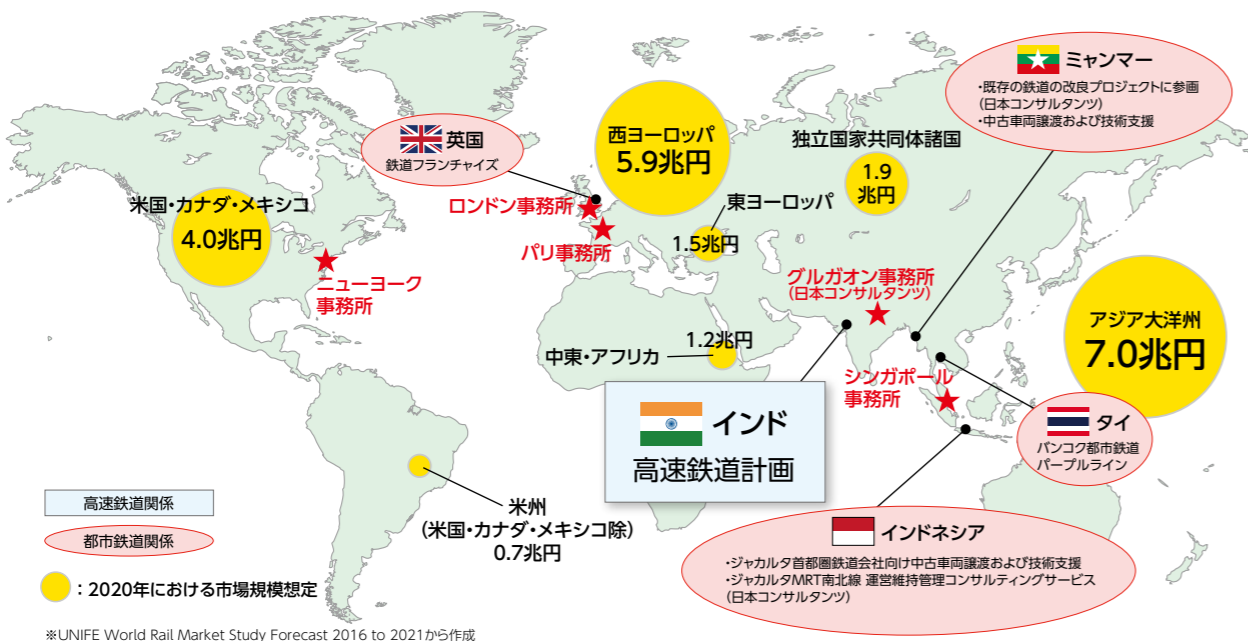 ミャンマー
・既存の鉄道の改良プロジェクトに参画
(日本コンサルタンツ)
・中古車両譲渡および技術支援
英国
鉄道フランチャイズ
西ヨーロッパ
5.9兆円
独立国家共同体諸国
1.9
兆円
米国・カナダ・メキシコ
4.0兆円
ロンドン事務所
東ヨーロッパ
1.5兆円
パリ事務所
ニューヨーク
事務所
グルガオン事務所
(日本コンサルタンツ)
アジア大洋州
7.0兆円
1.2兆円
中東・アフリカ
シンガポール
事務所
インド
高速鉄道計画
タイ
バンコク都市鉄道
パープルライン
米州
(米国・カナダ・メキシコ除)
0.7兆円
インドネシア
・ジャカルタ首都圏鉄道会社向け中古車両譲渡および技術支援
・ジャカルタMRT南北線 運営維持管理コンサルティングサービス
(日本コンサルタンツ)
高速鉄道関係
都市鉄道関係
:2020年における市場規模想定
※UNIFE World Rail Market Study Forecast 2016 to 2021から作成